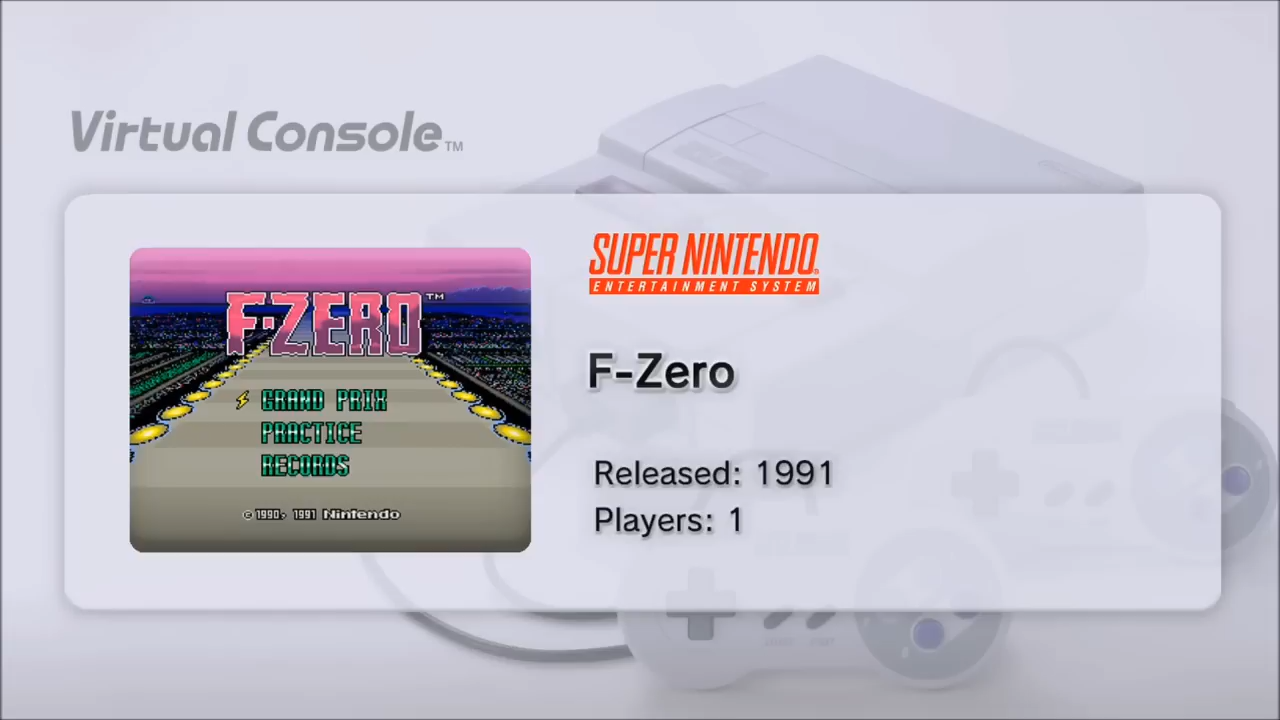 Virtual Console™
SUPER NINTENDO®
ENTERTAINMENT SYSTEM
F-ZERO™
GRAND PRIX
PRACTICE
RECORDS
© 1990, 1991 Nintendo
F-Zero
Released: 1991
Players: 1